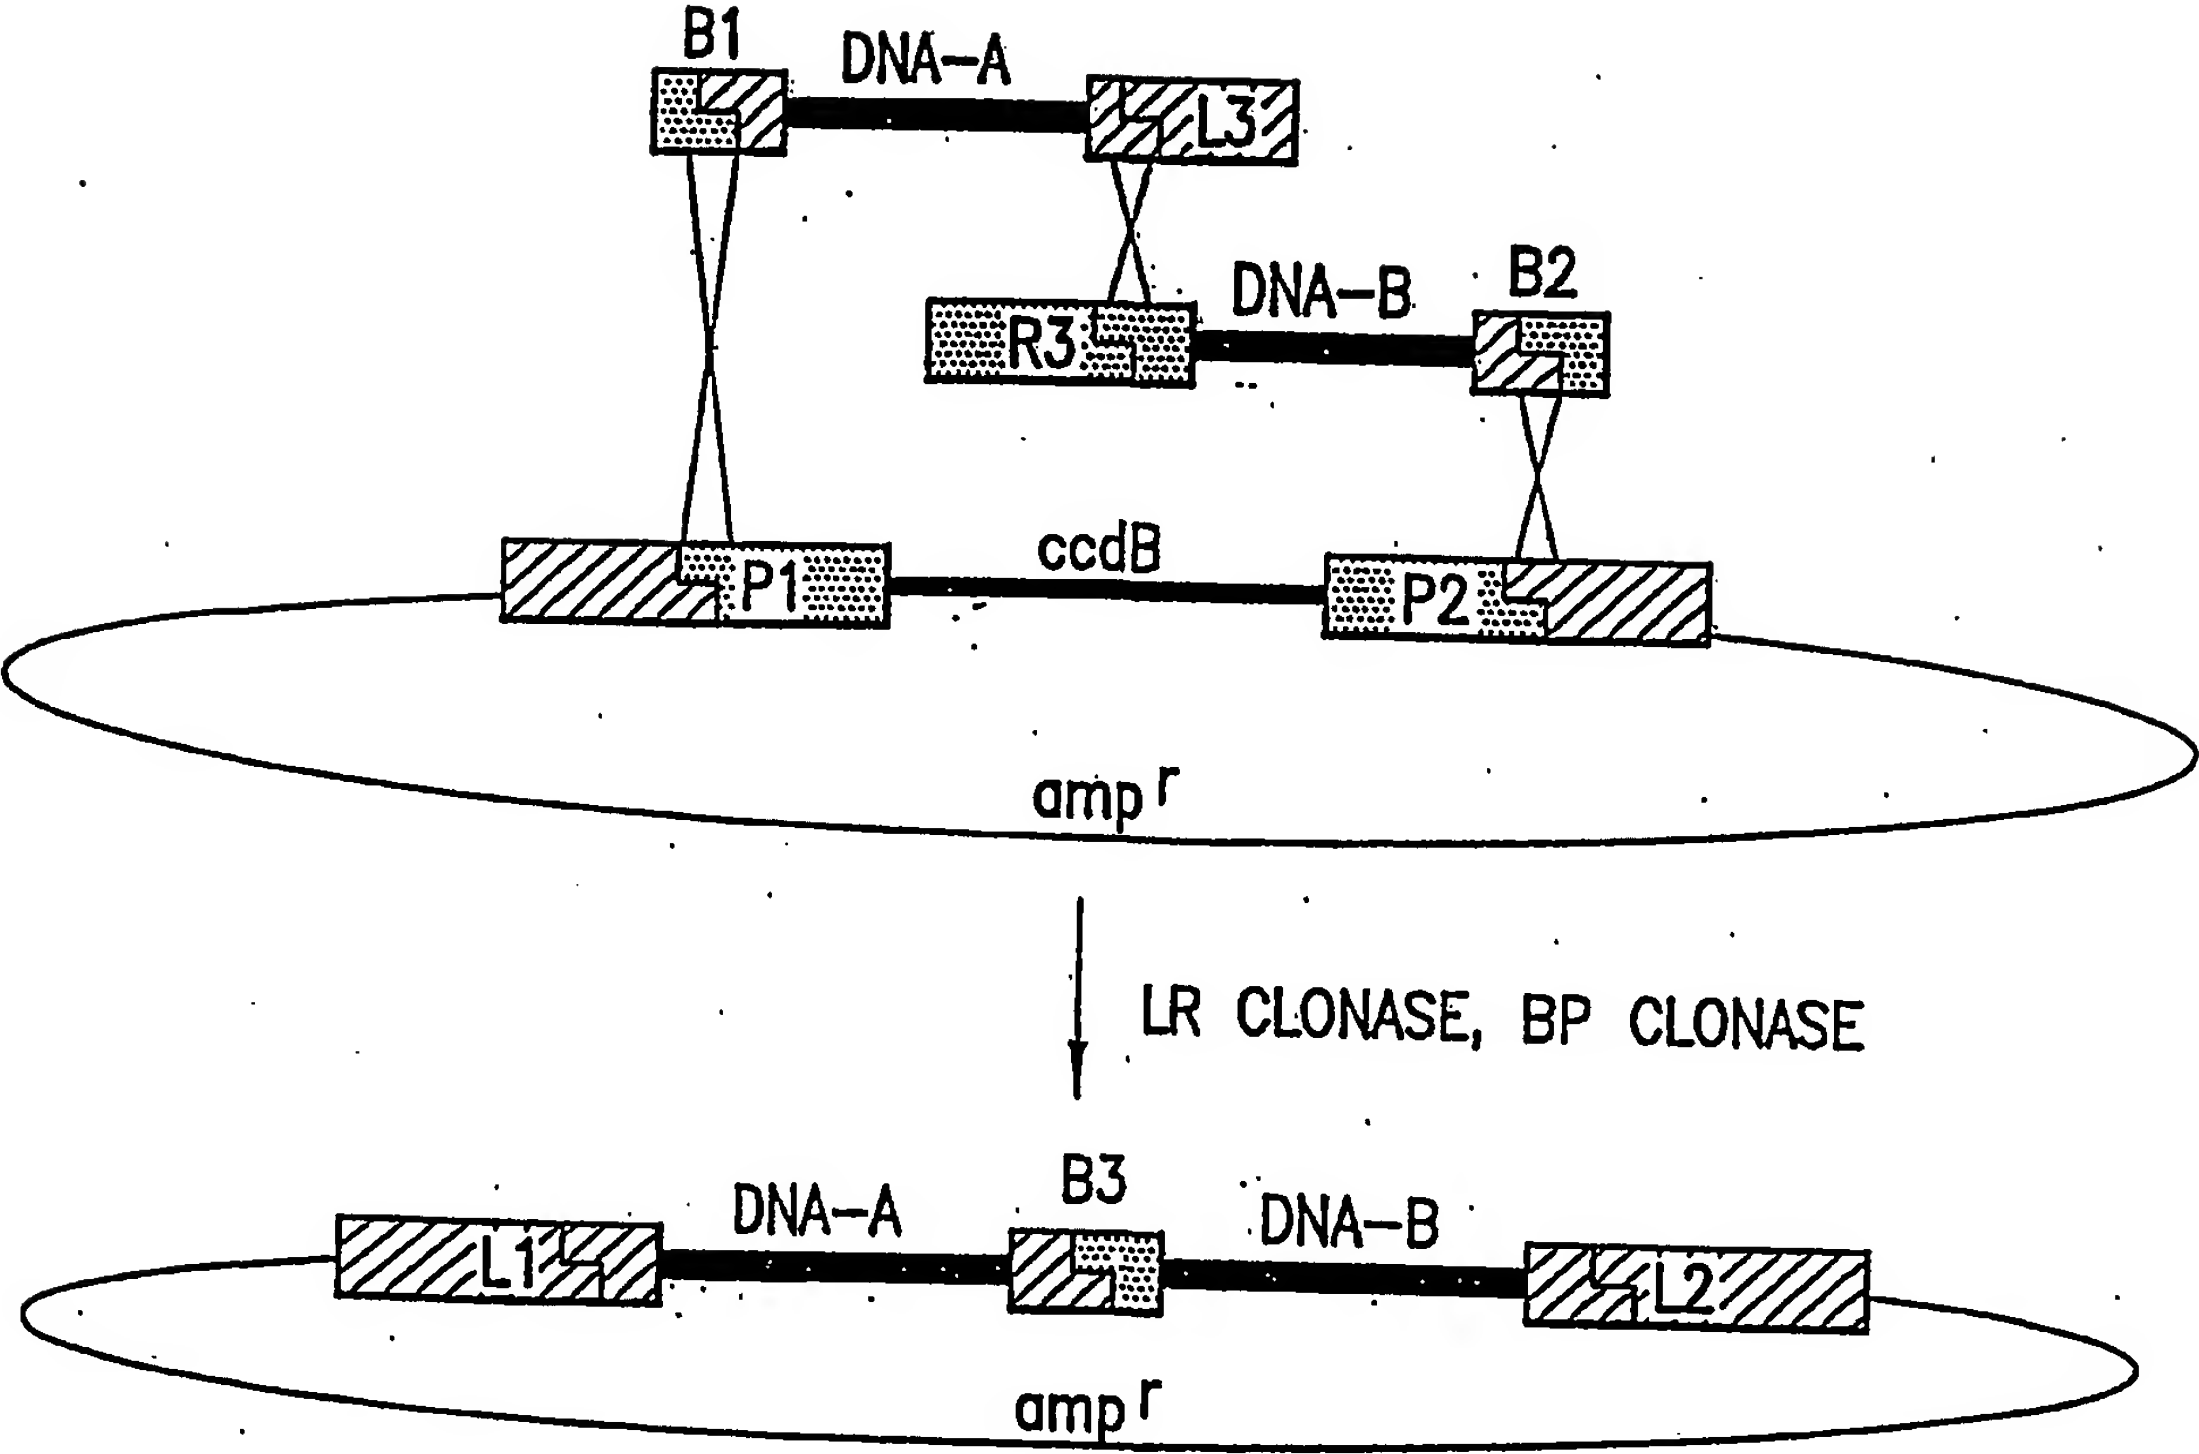 B1
DNA-A
L3
B2
DNA-B
R3
ccdB
P1
P2
amp r
LR CLONASE, BP CLONASE
B3
DNA-A
DNA-B
L1
L2
amp r